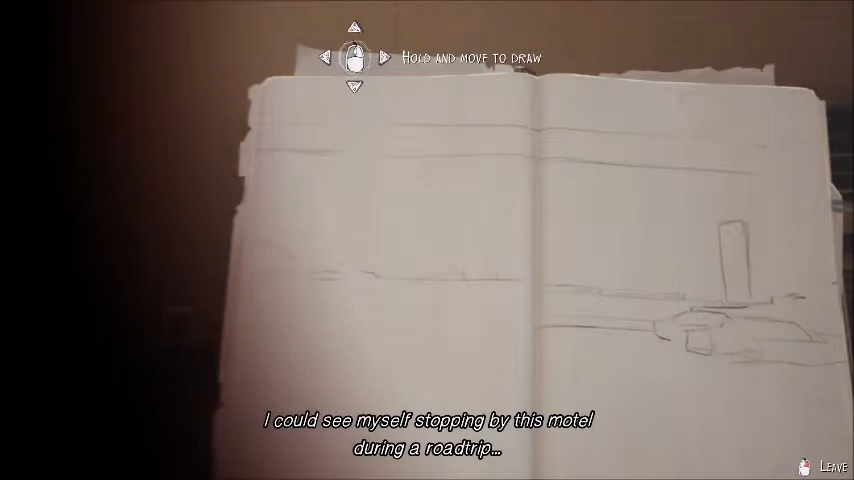 HOLD AND MOVE TO DRAW
I could see myself stopping by this motel
during a roadtrip...
LEAVE